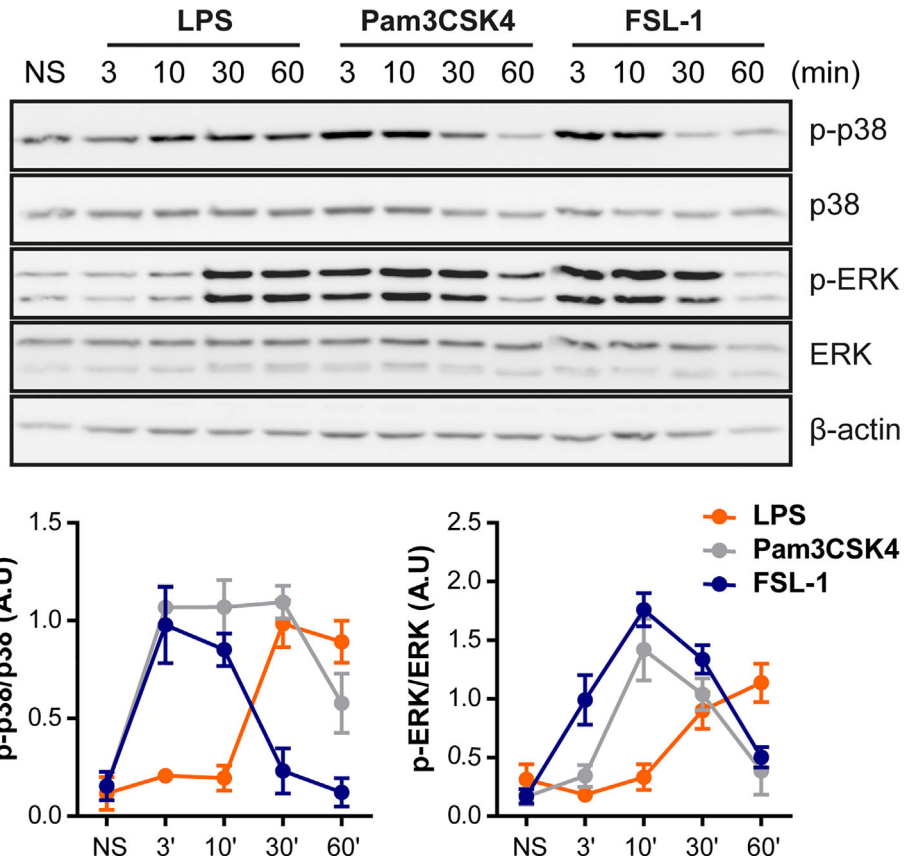 LPS Pam3CSK4 FSL-1
NS 3 10 30 60 3 10 30 60 3 10 30 60 (min)
p-p38
p38
p-ERK
ERK
β-actin
p-p38/p38 (A.U)
1.5
1.0
0.5
0.0
NS 3' 10' 30' 60'
p-ERK/ERK (A.U)
2.5
2.0
1.5
1.0
0.5
0.0
NS 3' 10' 30' 60'
LPS
Pam3CSK4
FSL-1